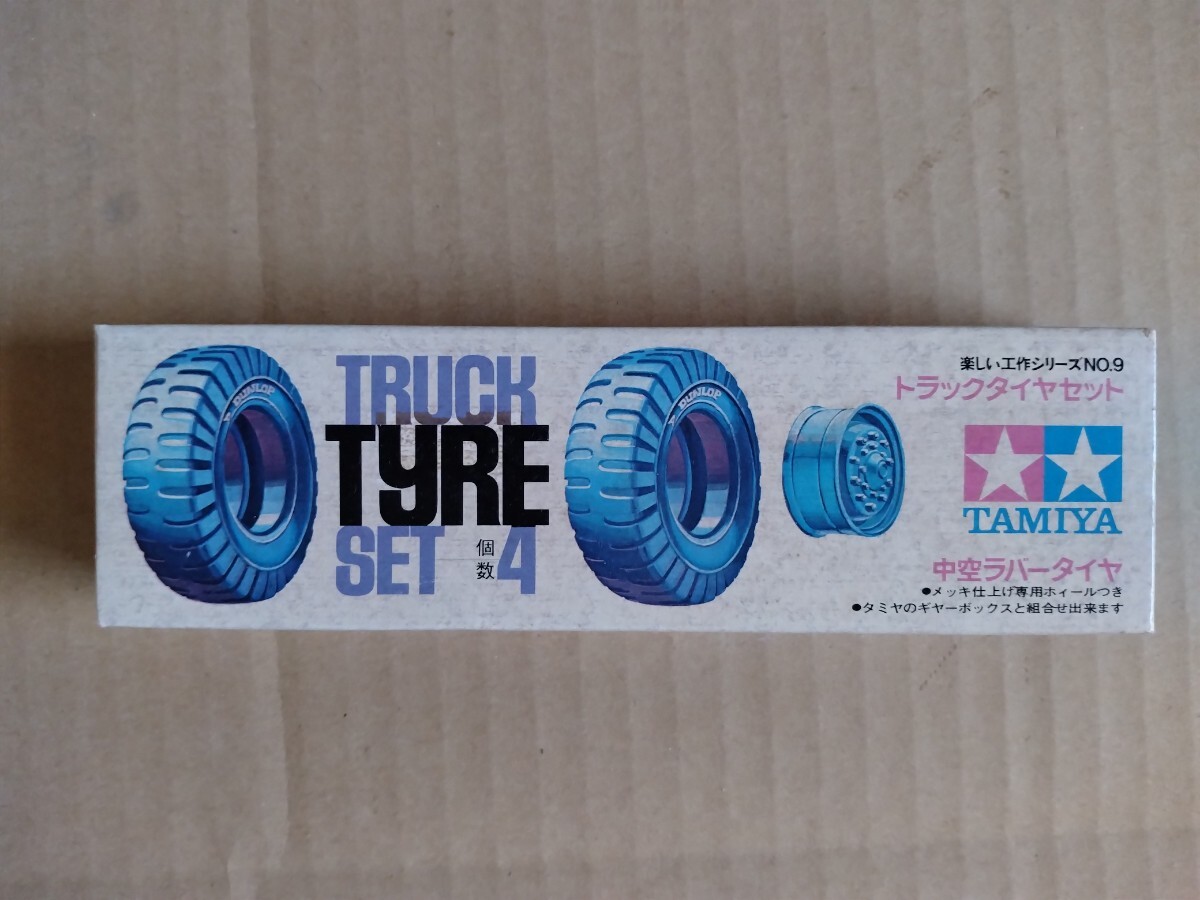 DUNLOP
TRUCK
TYRE
SET 個数 4
DUNLOP
楽しい工作シリーズNO.9
トラックタイヤセット
TAMIYA
中空ラバータイヤ
●メッキ仕上げ専用ホィールつき
●タミヤのギヤーボックスと組合せ出来ます